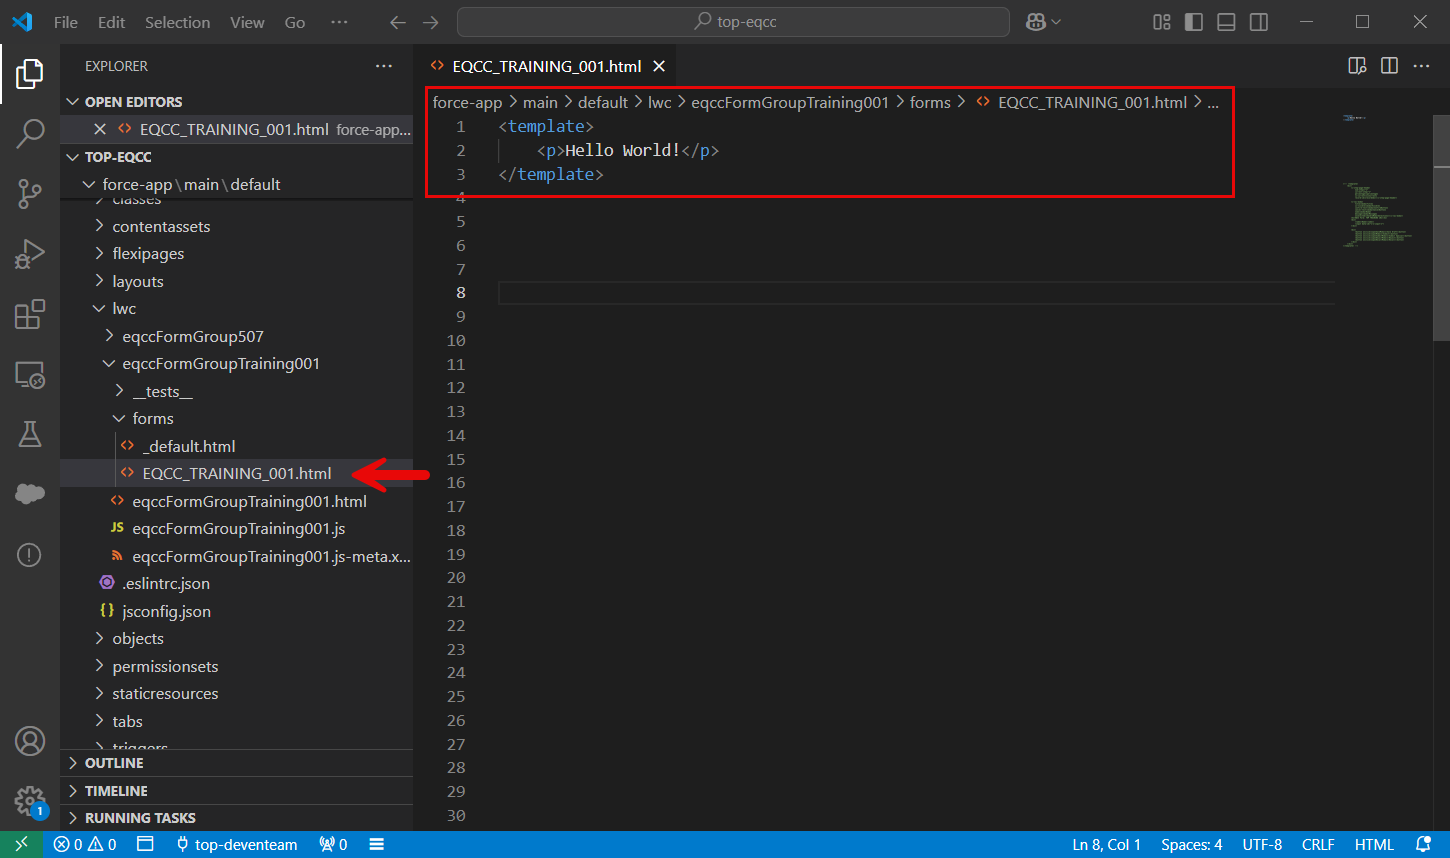 File Edit Selection View Go ··· top-eqcc
EXPLORER ···
OPEN EDITORS
EQCC_TRAINING_001.html force-app...
TOP-EQCC
force-app\main\default
classes
contentassets
flexipages
layouts
lwc
eqccFormGroup507
eqccFormGroupTraining001
__tests__
forms
_default.html
EQCC_TRAINING_001.html
eqccFormGroupTraining001.html
JS eqccFormGroupTraining001.js
eqccFormGroupTraining001.js-meta.x...
.eslintrc.json
{} jsconfig.json
objects
permissionsets
staticresources
tabs
triggers
OUTLINE
TIMELINE
RUNNING TASKS
1
EQCC_TRAINING_001.html
force-app > main > default > lwc > eqccFormGroupTraining001 > forms > EQCC_TRAINING_001.html > ...
1 <template>
2 <p>Hello World!</p>
3 </template>
4
5
6
7
8
9
10
11
12
13
14
15
16
17
18
19
20
21
22
23
24
25
26
27
28
29
30
0 0 top-deventeam 0 Ln 8, Col 1 Spaces: 4 UTF-8 CRLF HTML